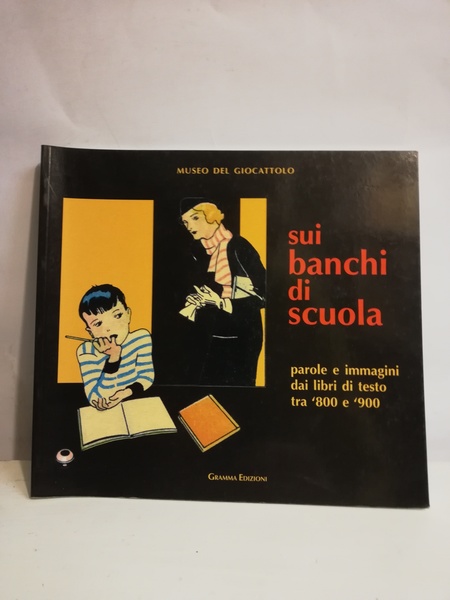 MUSEO DEL GIOCATTOLO
sui
banchi
di
scuola
parole e immagini
dai libri di testo
tra ‘800 e ‘900
GRAMMA EDIZIONI